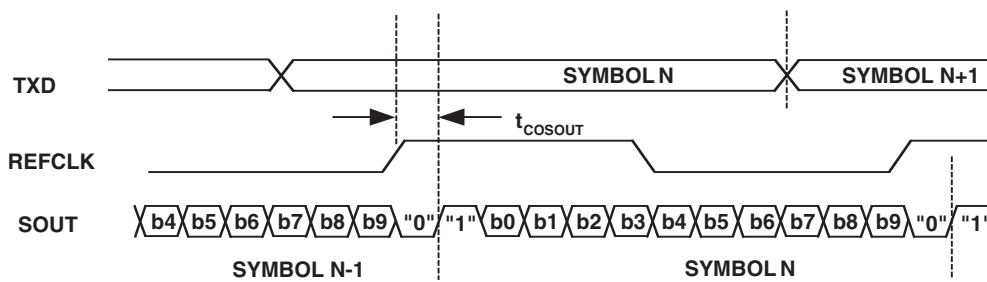 TXD SYMBOL N SYMBOL N+1
t_COSOUT
REFCLK
SOUT b4 b5 b6 b7 b8 b9 "0" "1" b0 b1 b2 b3 b4 b5 b6 b7 b8 b9 "0" "1"
SYMBOL N-1 SYMBOL N